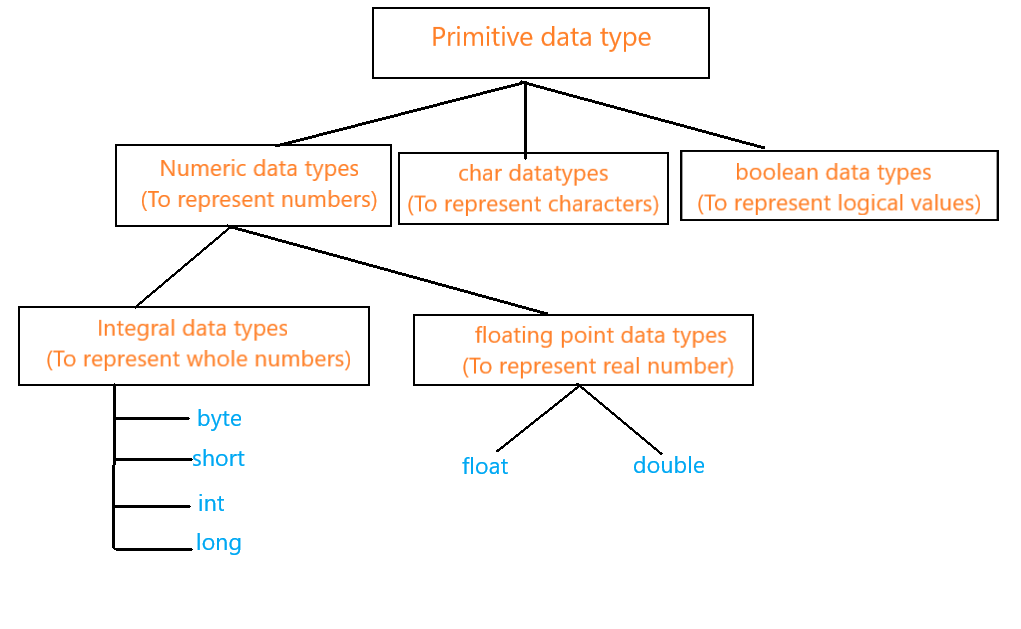 Primitive data type
Numeric data types
(To represent numbers)
char datatypes
(To represent characters)
boolean data types
(To represent logical values)
Integral data types
(To represent whole numbers)
floating point data types
(To represent real number)
byte
short
int
long
float
double